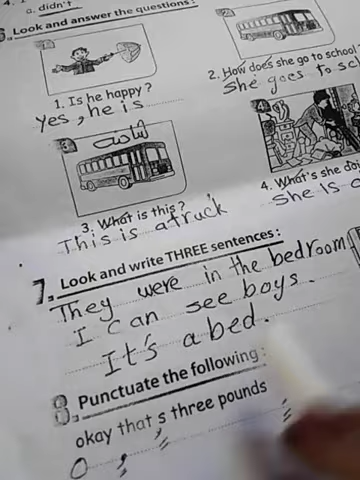 a. didn't
6. Look and answer the questions:
1. Is he happy?
yes, he is
2. How does she go to school
She goes to
3. What is this?
This is a truck
4. What's she
She Is
7. Look and write THREE sentences:
They were in the bedroom
I can see boys.
It's a bed.
8 Punctuate the following:
okay that s three pounds
O , "